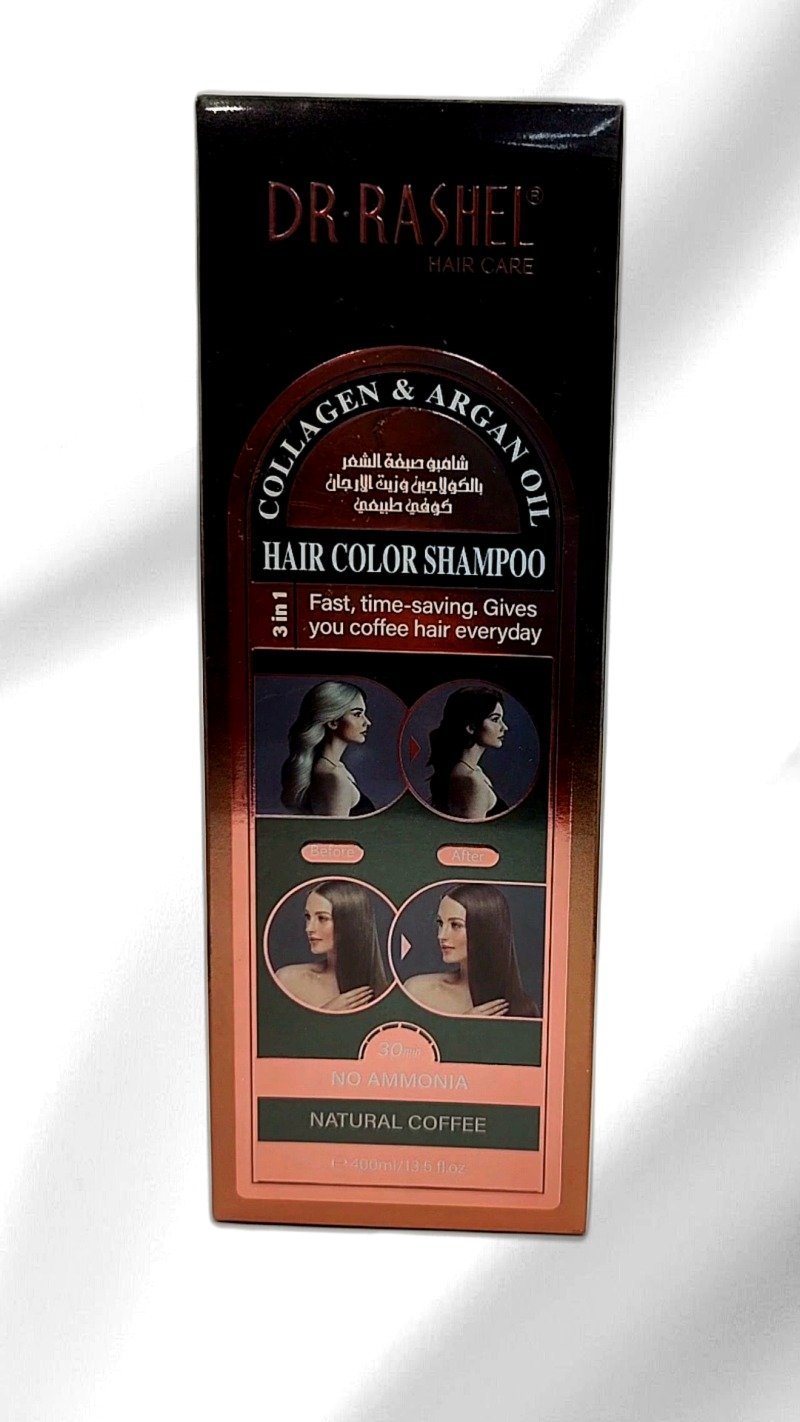 DR·RASHEL®
HAIR CARE
COLLAGEN & ARGAN OIL
شامبو صبغة الشعر
بالكولاجين وزيت الارجان
كوفي طبيعي
HAIR COLOR SHAMPOO
3 in 1
Fast, time-saving. Gives
you coffee hair everyday
Before
After
30min
NO AMMONIA
NATURAL COFFEE
℮ 400ml/13.5 fl.oz